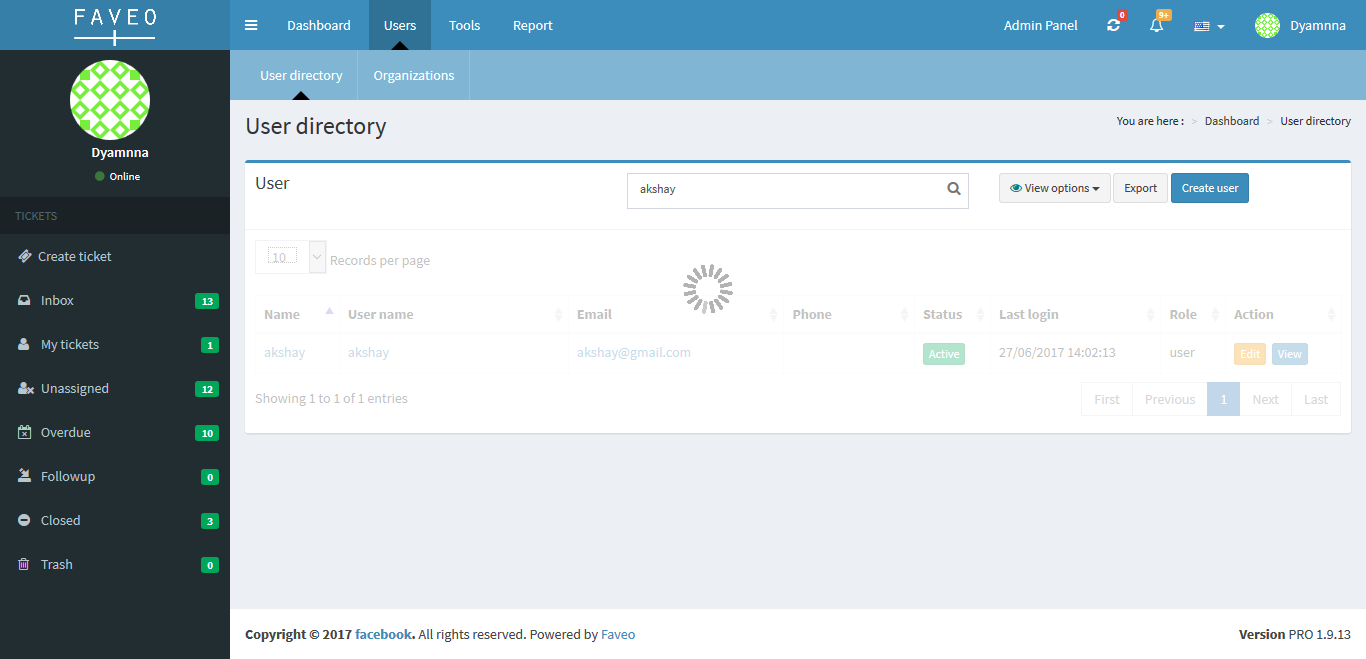 FAVEO
Dashboard Users Tools Report Admin Panel 0 9+ Dyamnna
User directory Organizations
Dyamnna
Online
TICKETS
Create ticket
Inbox 13
My tickets 1
Unassigned 12
Overdue 10
Followup 0
Closed 3
Trash 0
User directory
You are here : > Dashboard > User directory
User akshay View options Export Create user
10 Records per page
Name User name Email Phone Status Last login Role Action
akshay akshay akshay@gmail.com Active 27/06/2017 14:02:13 user Edit View
Showing 1 to 1 of 1 entries First Previous 1 Next Last
Copyright © 2017 facebook. All rights reserved. Powered by Faveo Version PRO 1.9.13